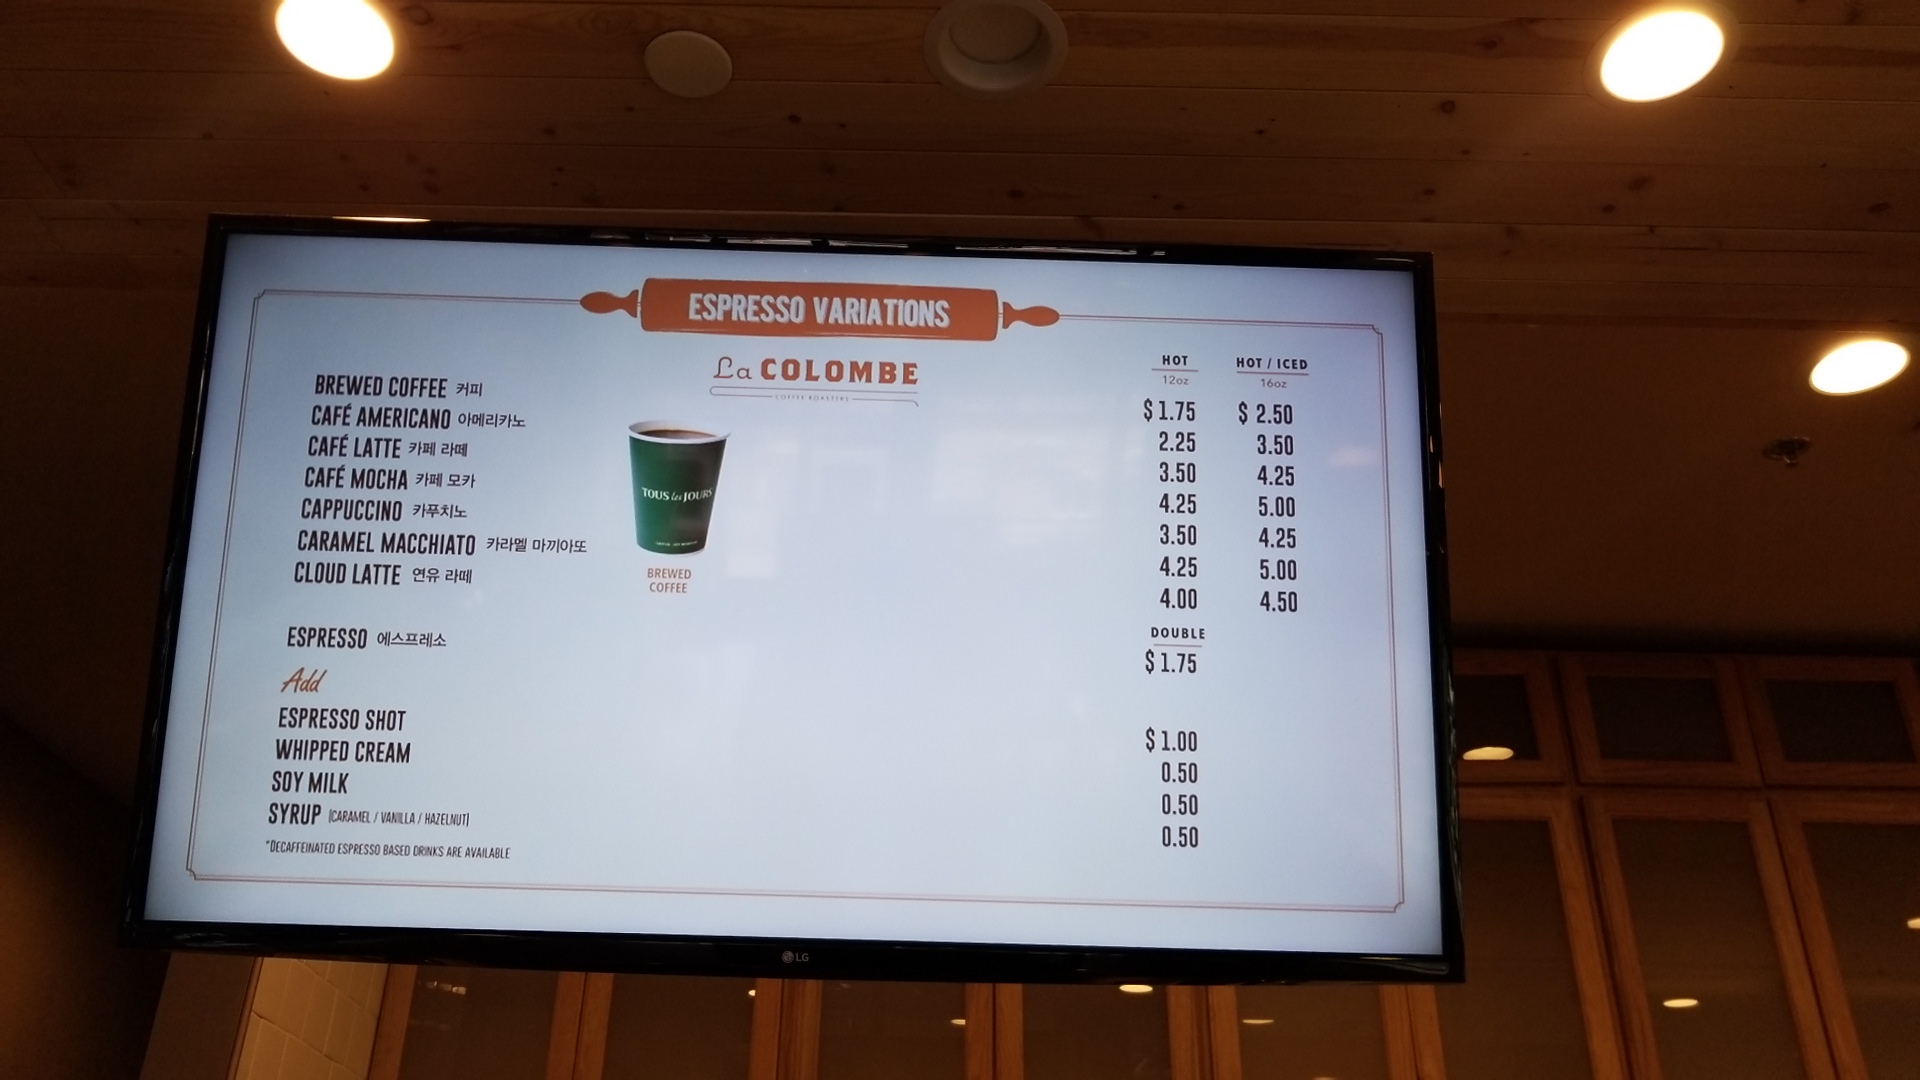 ESPRESSO VARIATIONS
La COLOMBE
COFFEE ROASTERS
HOT HOT / ICED
12oz 16oz
BREWED COFFEE 커피 $ 1.75 $ 2.50
CAFÉ AMERICANO 아메리카노 2.25 3.50
CAFÉ LATTE 카페 라떼 3.50 4.25
CAFÉ MOCHA 카페 모카 4.25 5.00
CAPPUCCINO 카푸치노 3.50 4.25
CARAMEL MACCHIATO 카라멜 마끼아또 4.25 5.00
CLOUD LATTE 연유 라떼 4.00 4.50
TOUS les JOURS
BREWED
COFFEE
DOUBLE
ESPRESSO 에스프레소 $ 1.75
Add
ESPRESSO SHOT $ 1.00
WHIPPED CREAM 0.50
SOY MILK 0.50
SYRUP (CARAMEL / VANILLA / HAZELNUT) 0.50
*DECAFFEINATED ESPRESSO BASED DRINKS ARE AVAILABLE
LG